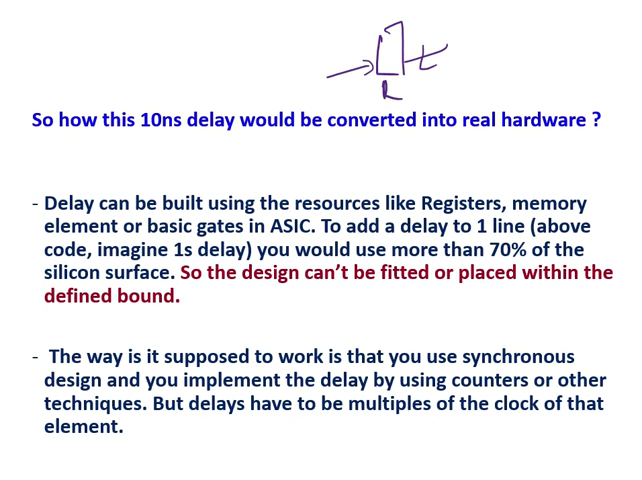 R
t
So how this 10ns delay would be converted into real hardware ?
- Delay can be built using the resources like Registers, memory
element or basic gates in ASIC. To add a delay to 1 line (above
code, imagine 1s delay) you would use more than 70% of the
silicon surface. So the design can't be fitted or placed within the
defined bound.
- The way is it supposed to work is that you use synchronous
design and you implement the delay by using counters or other
techniques. But delays have to be multiples of the clock of that
element.